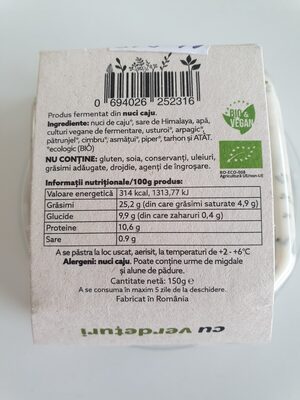 0 694026 252316
Produs fermentat din nuci caju.
Ingrediente: nuci de caju*, sare de Himalaya, apă,
culturi vegane de fermentare, usturoi*, arpagic*,
pătrunjel*, cimbru*, asmățui*, piper*, tarhon și ATÂT.
*ecologic (BIO)
NU CONȚINE: gluten, soia, conservanți, uleiuri,
grăsimi adăugate, drojdie, agenți de îngroșare.
BIO &
VEGAN
RO-ECO-008
Agricultură UE/non-UE
Informații nutriționale/100g produs:
Valoare energetică 314 kcal, 1313,77 kJ
Grăsimi 25,2 g (din care grăsimi saturate 4,9 g)
Glucide 9,9 g (din care zaharuri 0,4 g)
Proteine 10,6 g
Sare 0.9 g
A se păstra la loc uscat, aerisit, la temperaturi de +2 - +6°C
Alergeni: nuci caju. Poate conține urme de migdale
și alune de pădure.
Cantitate netă: 150g e
A se consuma în maxim 5 zile de la deschidere.
Fabricat în România
cu verdețuri